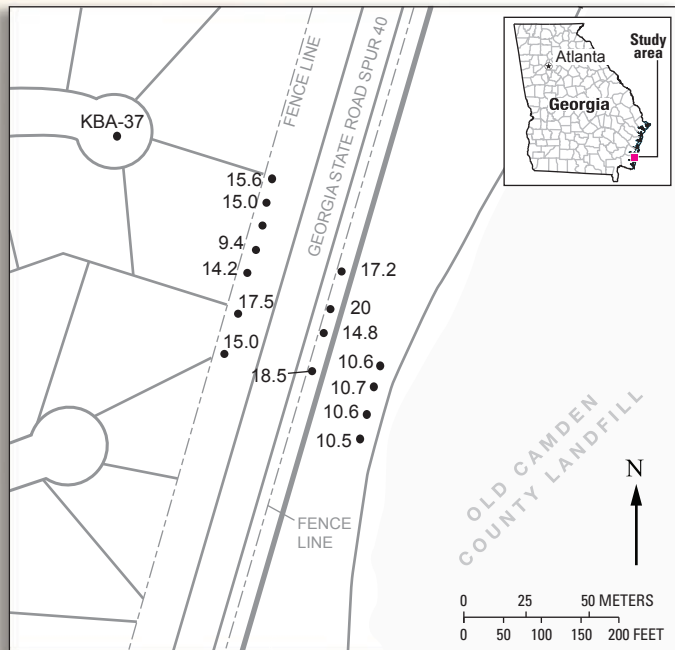 KBA-37
FENCE LINE
GEORGIA STATE ROAD SPUR 40
Atlanta
Study
area
Georgia
15.6
15.0
9.4
14.2
17.5
15.0
17.2
20
14.8
18.5
10.6
10.7
10.6
10.5
FENCE
LINE
OLD CAMDEN
COUNTY LANDFILL
N
0 25 50 METERS
0 50 100 150 200 FEET